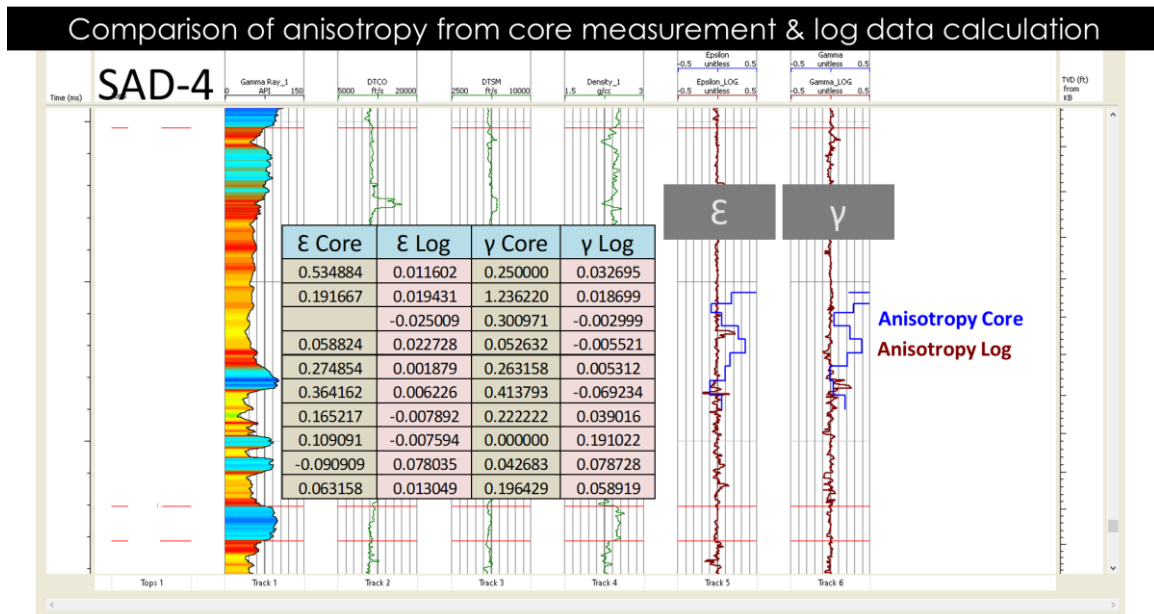 Comparison of anisotropy from core measurement & log data calculation
SAD-4
Time (ms)
Gamma Ray_1
0 API 150
DTCO
5000 ft/s 20000
DTSM
2500 ft/s 10000
Density_1
1.5 g/cc 3
Epsilon
-0.5 unitless 0.5
Epsilon_LOG
-0.5 unitless 0.5
Gamma
-0.5 unitless 0.5
Gamma_LOG
-0.5 unitless 0.5
TVD (ft)
from
KB
Ɛ
γ
Ɛ Core Ɛ Log γ Core γ Log
0.534884 0.011602 0.250000 0.032695
0.191667 0.019431 1.236220 0.018699
-0.025009 0.300971 -0.002999
0.058824 0.022728 0.052632 -0.005521
0.274854 0.001879 0.263158 0.005312
0.364162 0.006226 0.413793 -0.069234
0.165217 -0.007892 0.222222 0.039016
0.109091 -0.007594 0.000000 0.191022
-0.090909 0.078035 0.042683 0.078728
0.063158 0.013049 0.196429 0.058919
Anisotropy Core
Anisotropy Log
Tops 1 Track 1 Track 2 Track 3 Track 4 Track 5 Track 6